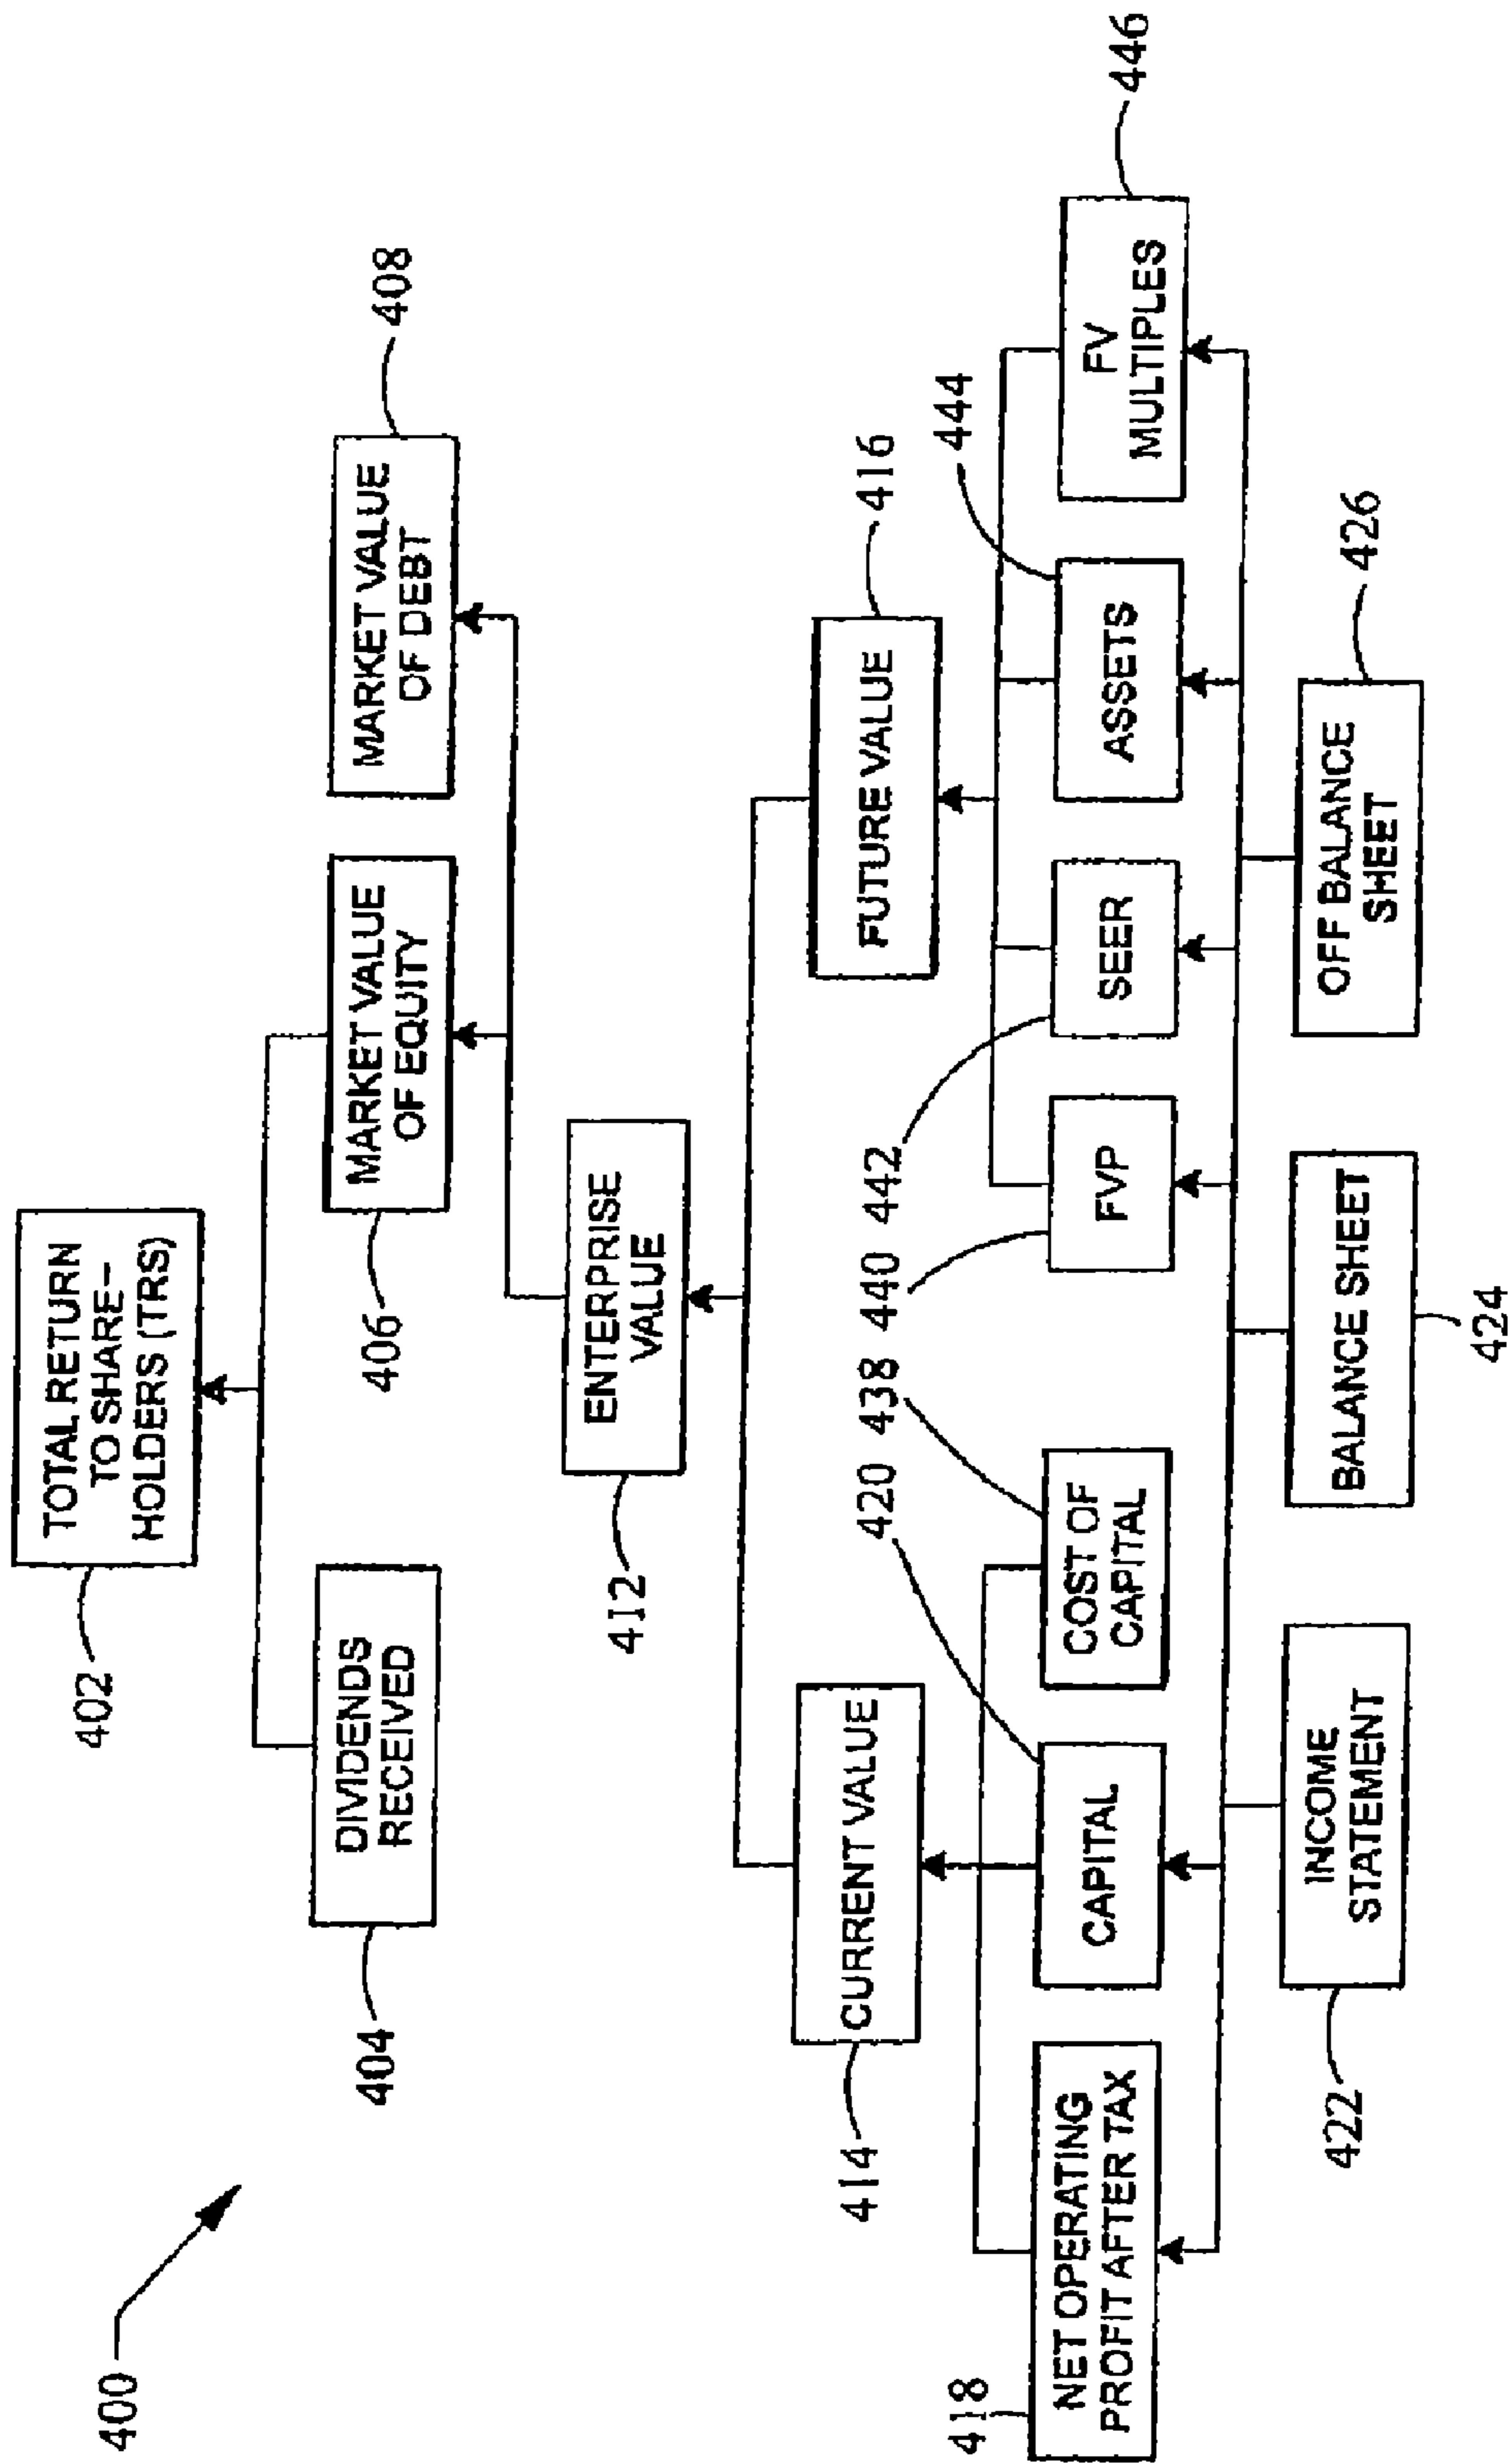 400
TOTAL RETURN
TO SHARE-
HOLDERS (TRS)
402
DIVIDENDS
RECEIVED
404
MARKET VALUE
OF EQUITY
406
MARKET VALUE
OF DEBT
408
ENTERPRISE
VALUE
412
CURRENT VALUE
414
FUTURE VALUE
416
420
438
440
442
444
418
NET OPERATING
PROFIT AFTER TAX
CAPITAL
COST OF
CAPITAL
FVP
SEER
ASSETS
FV
MULTIPLES
446
INCOME
STATEMENT
422
BALANCE SHEET
424
OFF BALANCE
SHEET
426